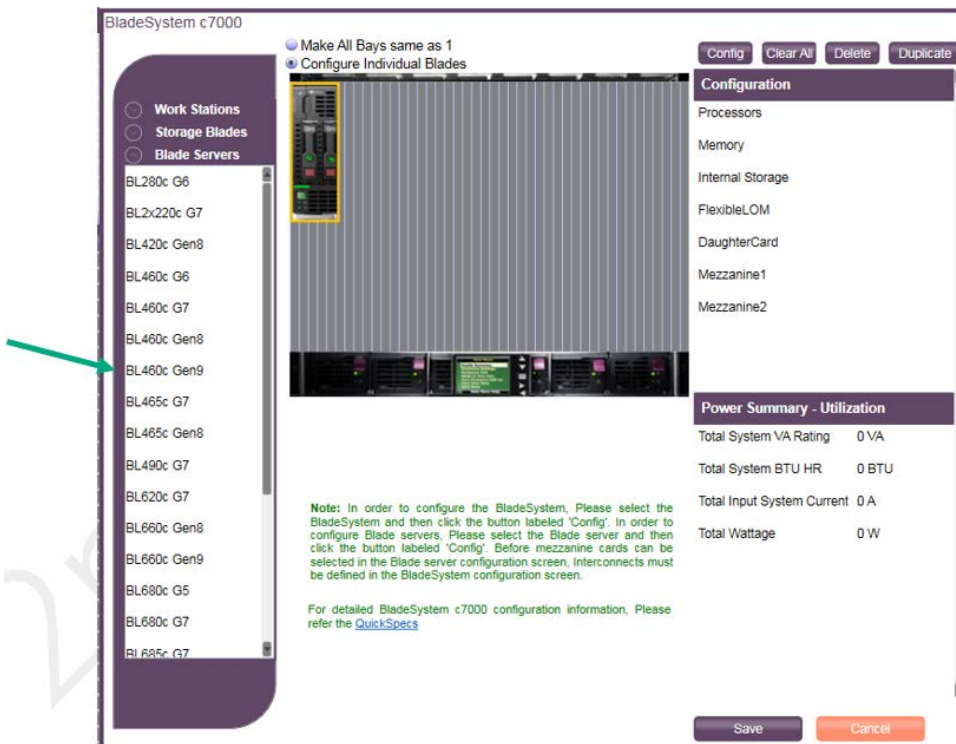 BladeSystem c7000
Make All Bays same as 1
Configure Individual Blades
Work Stations
Storage Blades
Blade Servers
BL280c G6
BL2x220c G7
BL420c Gen8
BL460c G6
BL460c G7
BL460c Gen8
BL460c Gen9
BL465c G7
BL465c Gen8
BL490c G7
BL620c G7
BL660c Gen8
BL660c Gen9
BL680c G5
BL680c G7
BL685c G7
Note: In order to configure the BladeSystem, Please select the
BladeSystem and then click the button labeled 'Config'. In order to
configure Blade servers, Please select the Blade server and then
click the button labeled 'Config'. Before mezzanine cards can be
selected in the Blade server configuration screen, Interconnects must
be defined in the BladeSystem configuration screen.
For detailed BladeSystem c7000 configuration information, Please
refer the QuickSpecs
Config Clear All Delete Duplicate
Configuration
Processors
Memory
Internal Storage
FlexibleLOM
DaughterCard
Mezzanine1
Mezzanine2
Power Summary - Utilization
Total System VA Rating 0 VA
Total System BTU HR 0 BTU
Total Input System Current 0 A
Total Wattage 0 W
Save Cancel